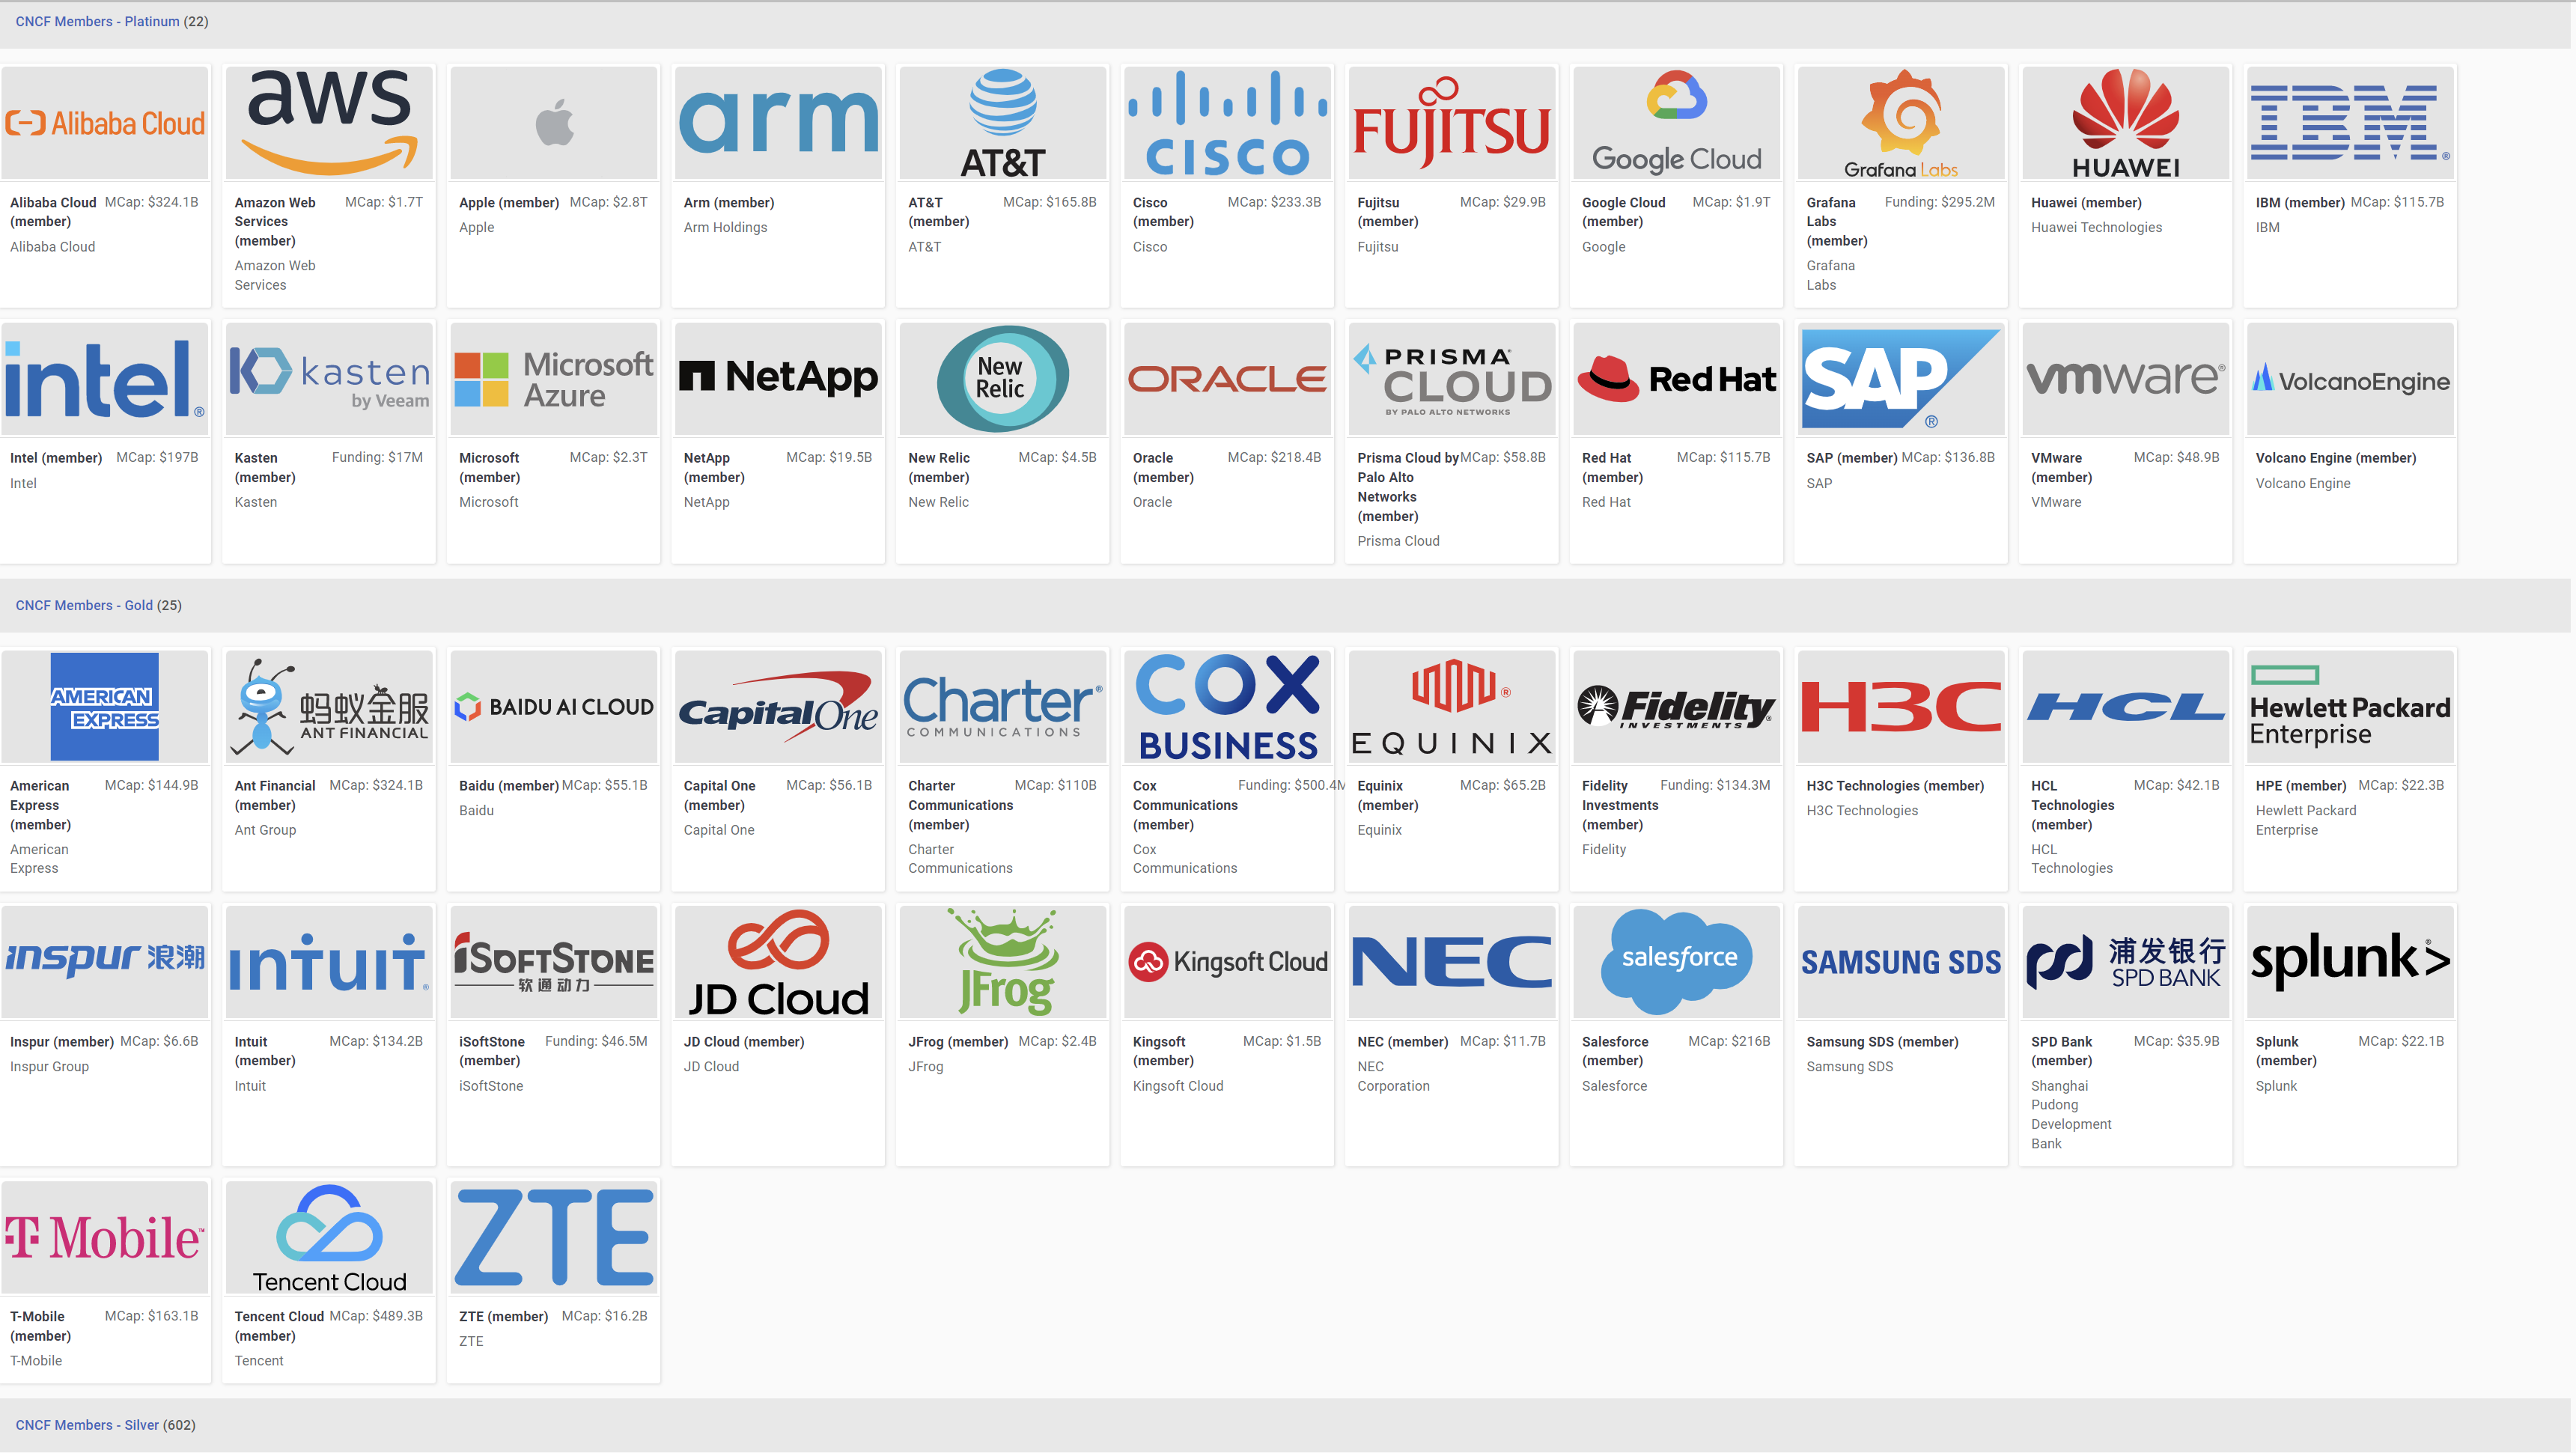 CNCF Members - Platinum (22)
Alibaba Cloud
aws
arm
AT&T
CISCO
FUJITSU
Google Cloud
Grafana Labs
HUAWEI
IBM®
Alibaba Cloud (member) MCap: $324.1B
Alibaba Cloud
Amazon Web Services (member) MCap: $1.7T
Amazon Web Services
Apple (member) MCap: $2.8T
Apple
Arm (member)
Arm Holdings
AT&T (member) MCap: $165.8B
AT&T
Cisco (member) MCap: $233.3B
Cisco
Fujitsu (member) MCap: $29.9B
Fujitsu
Google Cloud (member) MCap: $1.9T
Google
Grafana Labs (member) Funding: $295.2M
Grafana Labs
Huawei (member)
Huawei Technologies
IBM (member) MCap: $115.7B
IBM
intel®
kasten
by Veeam
Microsoft
Azure
NetApp
New
Relic
ORACLE
PRISMA
CLOUD
BY PALO ALTO NETWORKS
Red Hat
SAP®
vmware®
VolcanoEngine
Intel (member) MCap: $197B
Intel
Kasten (member) Funding: $17M
Kasten
Microsoft (member) MCap: $2.3T
Microsoft
NetApp (member) MCap: $19.5B
NetApp
New Relic (member) MCap: $4.5B
New Relic
Oracle (member) MCap: $218.4B
Oracle
Prisma Cloud by Palo Alto Networks (member) MCap: $58.8B
Prisma Cloud
Red Hat (member) MCap: $115.7B
Red Hat
SAP (member) MCap: $136.8B
SAP
VMware (member) MCap: $48.9B
VMware
Volcano Engine (member)
Volcano Engine
CNCF Members - Gold (25)
AMERICAN
EXPRESS
蚂蚁金服
ANT FINANCIAL
BAIDU AI CLOUD
CapitalOne
Charter®
COMMUNICATIONS
COX
BUSINESS
EQUINIX
Fidelity
INVESTMENTS
H3C
HCL
Hewlett Packard
Enterprise
American Express (member) MCap: $144.9B
American Express
Ant Financial (member) MCap: $324.1B
Ant Group
Baidu (member) MCap: $55.1B
Baidu
Capital One (member) MCap: $56.1B
Capital One
Charter Communications (member) MCap: $110B
Charter Communications
Cox Communications (member) Funding: $500.4M
Cox Communications
Equinix (member) MCap: $65.2B
Equinix
Fidelity Investments (member) Funding: $134.3M
Fidelity
H3C Technologies (member)
H3C Technologies
HCL Technologies (member) MCap: $42.1B
HCL Technologies
HPE (member) MCap: $22.3B
Hewlett Packard Enterprise
inspur 浪潮
intuit®
iSOFTSTONE
软通动力
JD Cloud
JFrog
Kingsoft Cloud
NEC
salesforce
SAMSUNG SDS
浦发银行
SPD BANK
splunk>
Inspur (member) MCap: $6.6B
Inspur Group
Intuit (member) MCap: $134.2B
Intuit
iSoftStone (member) Funding: $46.5M
iSoftStone
JD Cloud (member)
JD Cloud
JFrog (member) MCap: $2.4B
JFrog
Kingsoft (member) MCap: $1.5B
Kingsoft Cloud
NEC (member) MCap: $11.7B
NEC Corporation
Salesforce (member) MCap: $216B
Salesforce
Samsung SDS (member)
Samsung SDS
SPD Bank (member) MCap: $35.9B
Shanghai Pudong Development Bank
Splunk (member) MCap: $22.1B
Splunk
T Mobile™
Tencent Cloud
ZTE
T-Mobile (member) MCap: $163.1B
T-Mobile
Tencent Cloud (member) MCap: $489.3B
Tencent
ZTE (member) MCap: $16.2B
ZTE
CNCF Members - Silver (602)